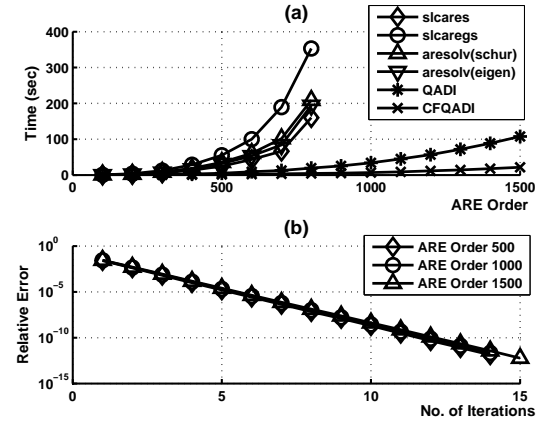 (a)
Time (sec)
400
300
200
100
0
0
500
1000
1500
ARE Order
slcares
slcaregs
aresolv(schur)
aresolv(eigen)
QADI
CFQADI
(b)
Relative Error
10^0
10^-5
10^-10
10^-15
0
5
10
15
No. of Iterations
ARE Order 500
ARE Order 1000
ARE Order 1500